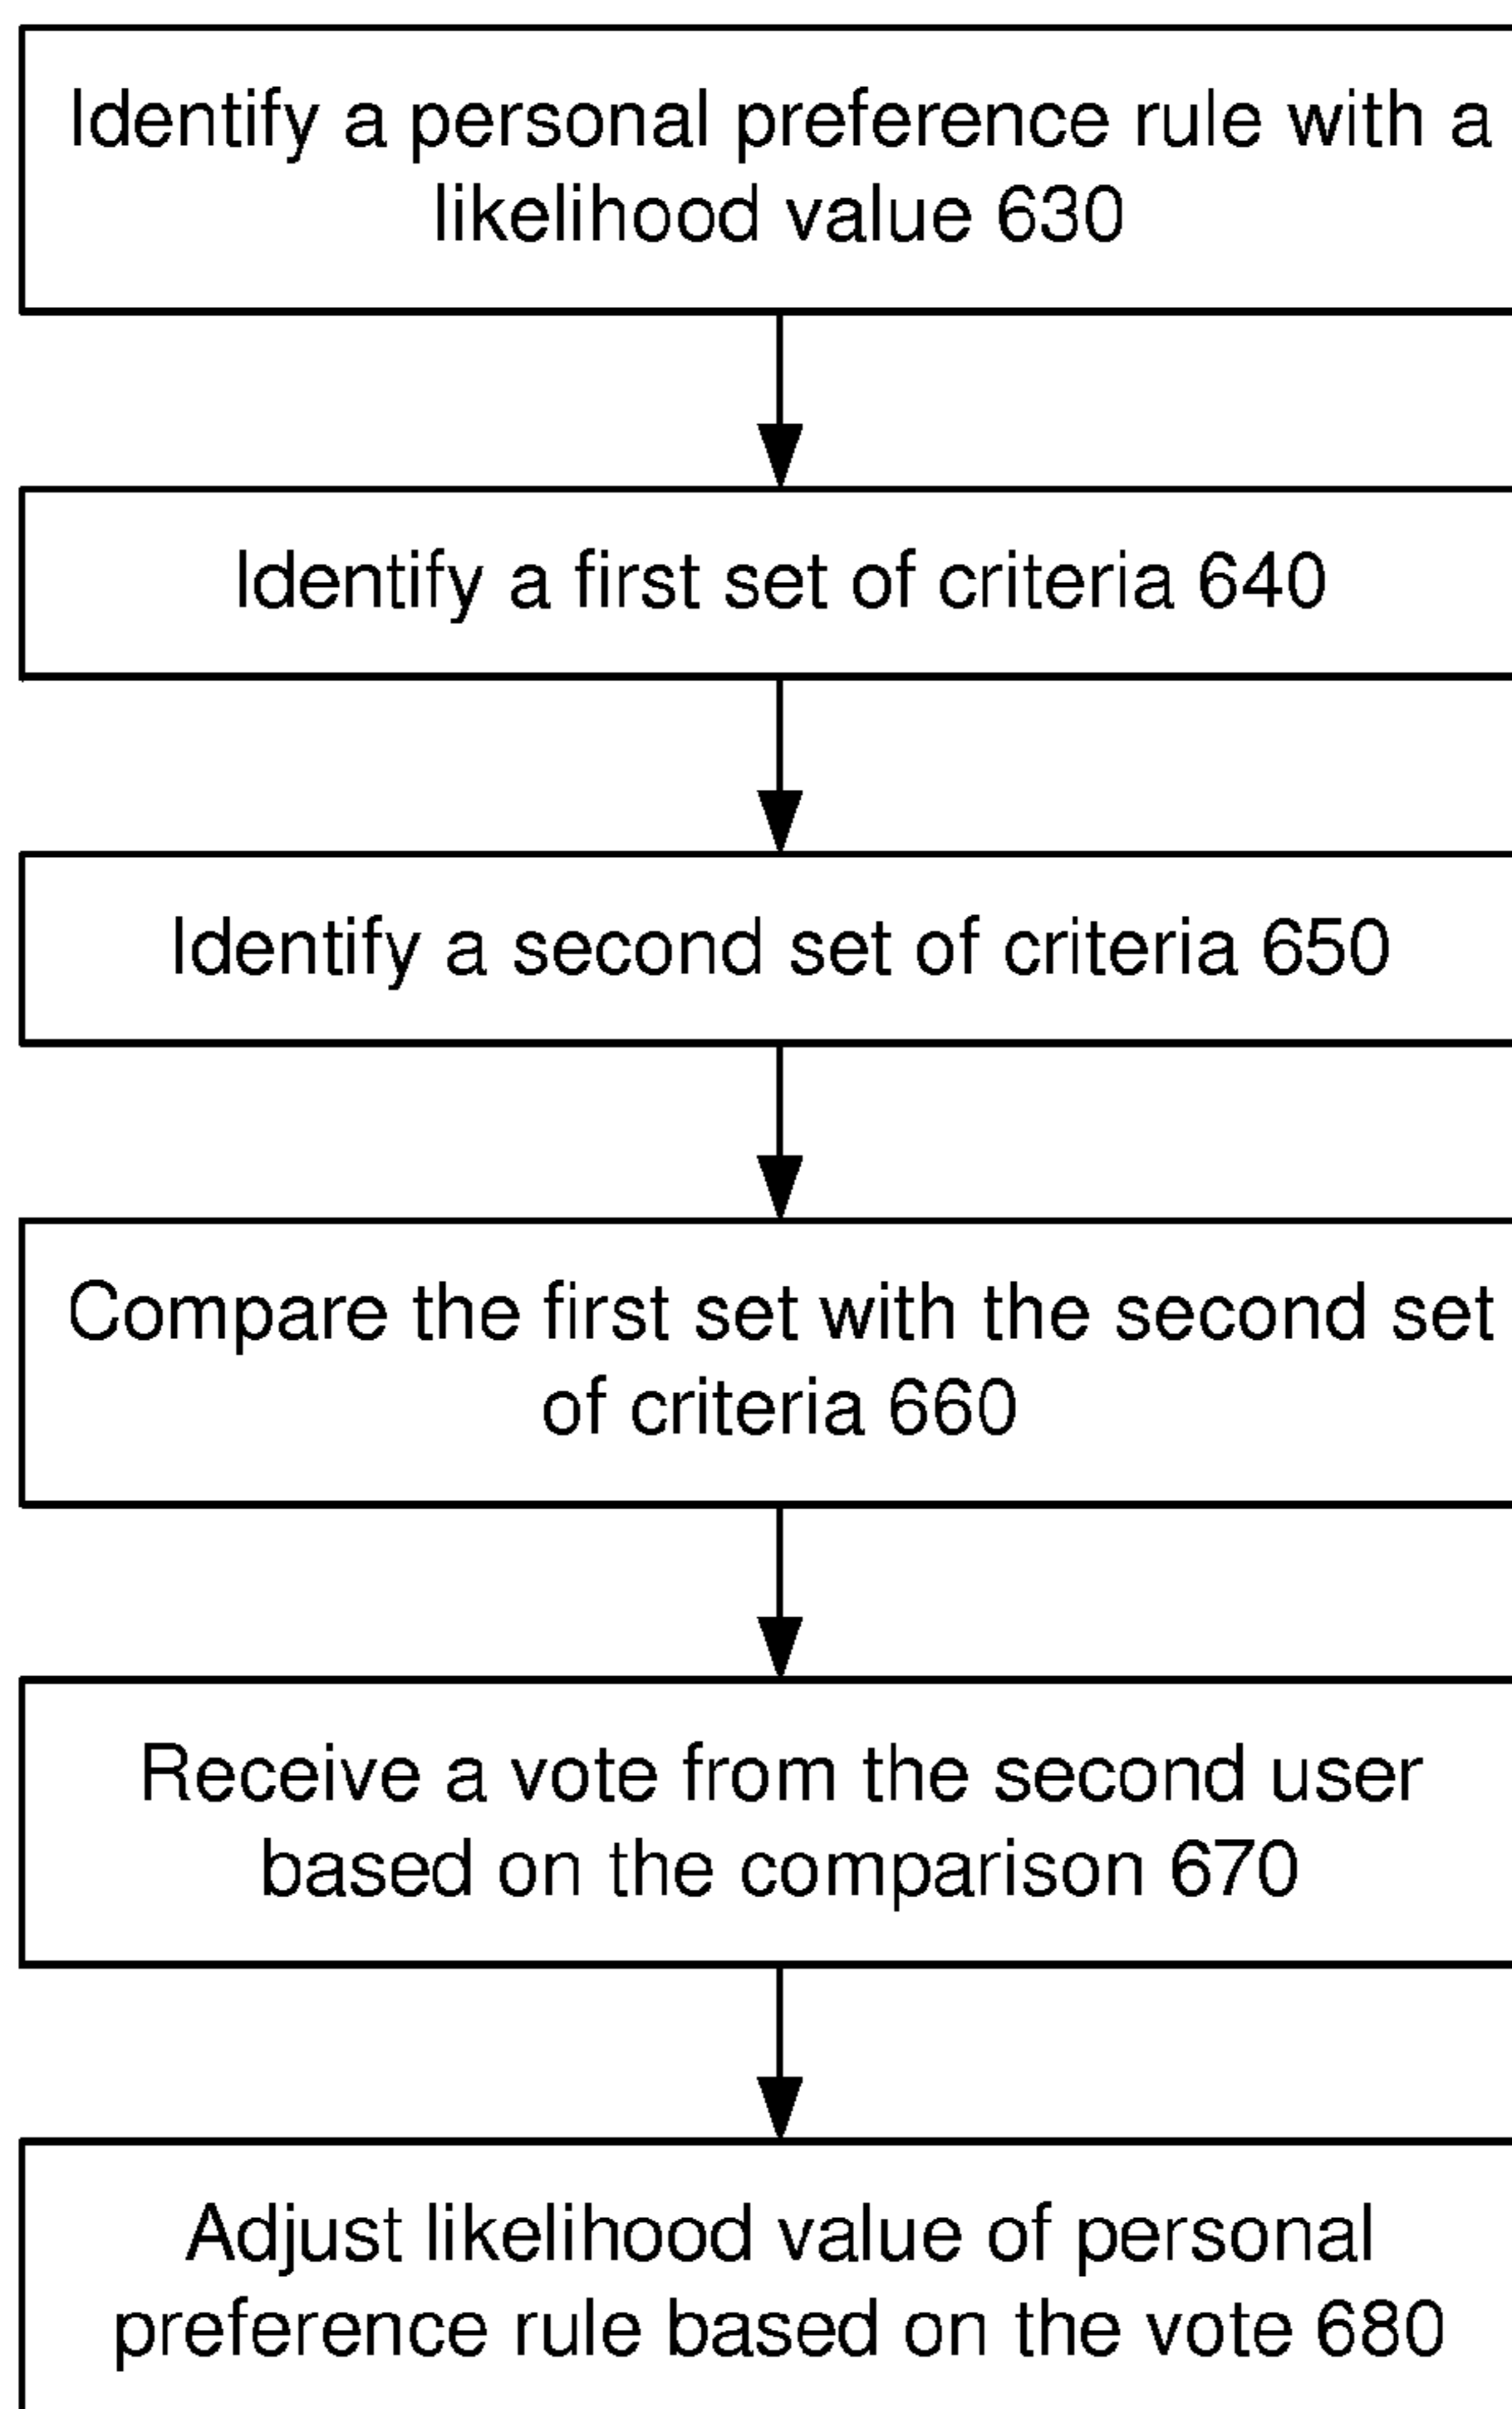 Identify a personal preference rule with a
likelihood value 630
Identify a first set of criteria 640
Identify a second set of criteria 650
Compare the first set with the second set
of criteria 660
Receive a vote from the second user
based on the comparison 670
Adjust likelihood value of personal
preference rule based on the vote 680